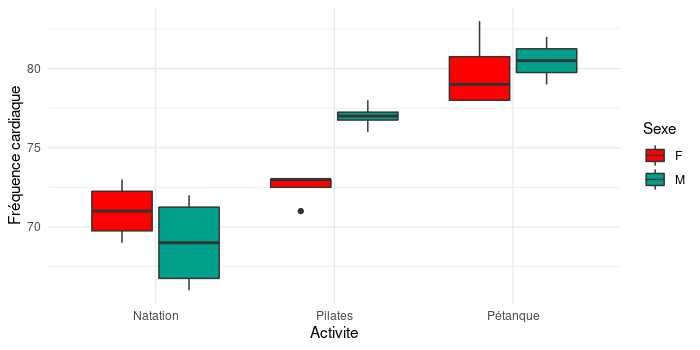 Fréquence cardiaque
80
75
70
Natation
Pilates
Pétanque
Activite
Sexe
F
M